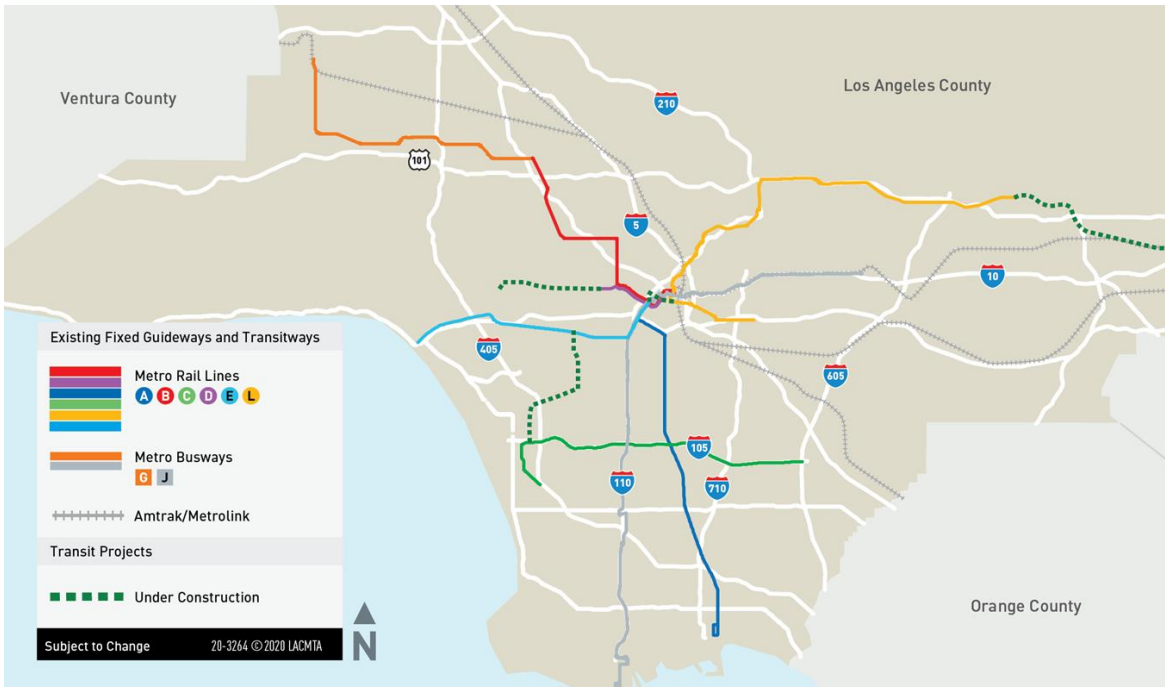 Ventura County
Los Angeles County
210
101
5
10
405
605
105
110
710
Orange County
Existing Fixed Guideways and Transitways
Metro Rail Lines
A B C D E L
Metro Busways
G J
Amtrak/Metrolink
Transit Projects
Under Construction
Subject to Change 20-3264 ©2020 LACMTA
N